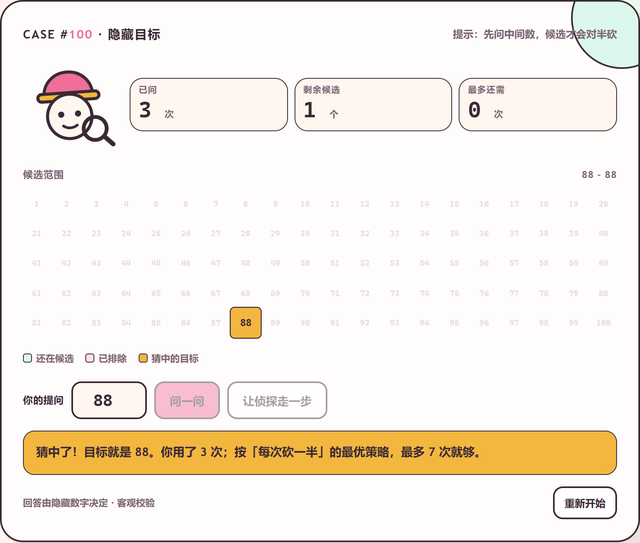 CASE #100 · 隐藏目标
提示：先问中间数，候选才会对半砍
已问
3 次
剩余候选
1 个
最多还需
0 次
候选范围
88 - 88
1 2 3 4 5 6 7 8 9 10 11 12 13 14 15 16 17 18 19 20
21 22 23 24 25 26 27 28 29 30 31 32 33 34 35 36 37 38 39 40
41 42 43 44 45 46 47 48 49 50 51 52 53 54 55 56 57 58 59 60
61 62 63 64 65 66 67 68 69 70 71 72 73 74 75 76 77 78 79 80
81 82 83 84 85 86 87 88 89 90 91 92 93 94 95 96 97 98 99 100
还在候选 已排除 猜中的目标
你的提问 88 问一问 让侦探走一步
猜中了！目标就是 88。你用了 3 次；按「每次砍一半」的最优策略，最多 7 次就够。
回答由隐藏数字决定 · 客观校验
重新开始